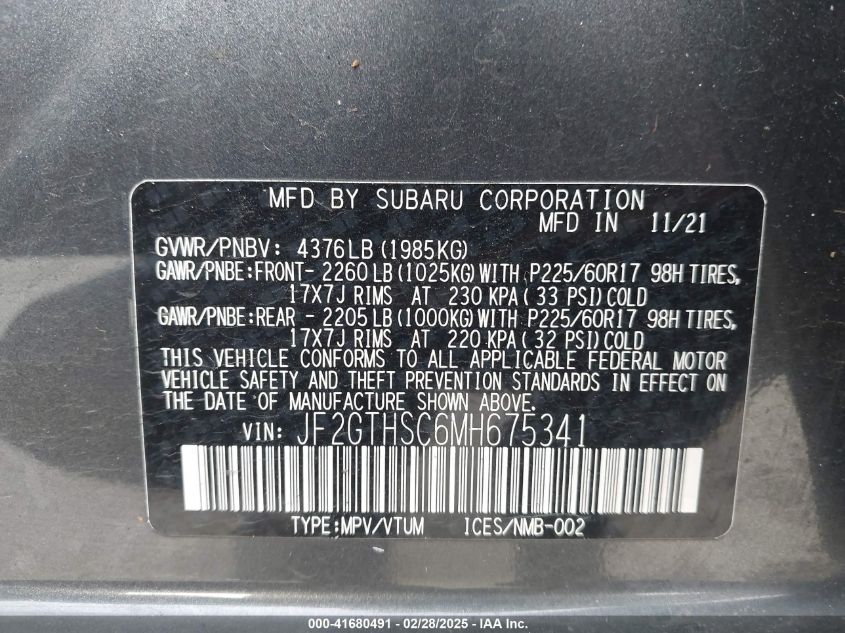 MFD BY SUBARU CORPORATION
MFD IN 11/21
GVWR/PNBV: 4376LB (1985KG)
GAWR/PNBE:FRONT- 2260 LB (1025KG) WITH P225/60R17 98H TIRES,
17X7J RIMS AT 230 KPA ( 33 PSI) COLD
GAWR/PNBE:REAR - 2205 LB (1000KG) WITH P225/60R17 98H TIRES,
17X7J RIMS AT 220 KPA ( 32 PSI) COLD
THIS VEHICLE CONFORMS TO ALL APPLICABLE FEDERAL MOTOR
VEHICLE SAFETY AND THEFT PREVENTION STANDARDS IN EFFECT ON
THE DATE OF MANUFACTURE SHOWN ABOVE.
VIN: JF2GTHSC6MH675341
TYPE:MPV/VTUM ICES/NMB-002
000-41680491 - 02/28/2025 - © IAA, Inc.